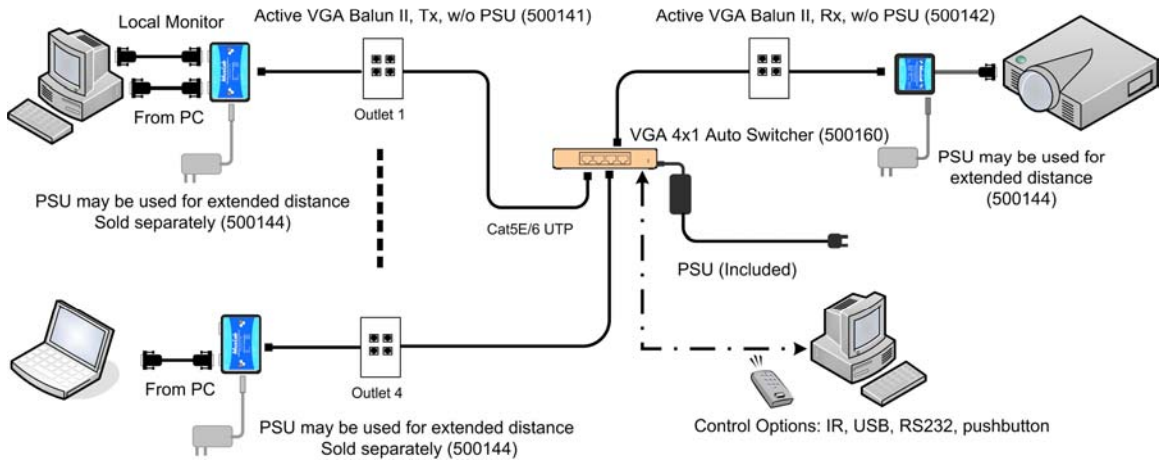 Local Monitor
Active VGA Balun II, Tx, w/o PSU (500141)
Active VGA Balun II, Rx, w/o PSU (500142)
From PC
Outlet 1
VGA 4x1 Auto Switcher (500160)
PSU may be used for extended distance
Sold separately (500144)
PSU may be used for
extended distance
(500144)
Cat5E/6 UTP
PSU (Included)
From PC
Outlet 4
PSU may be used for extended distance
Sold separately (500144)
Control Options: IR, USB, RS232, pushbutton